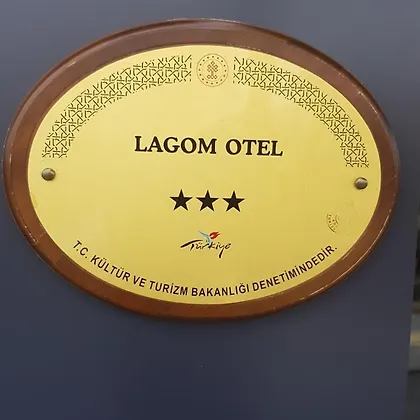 LAGOM OTEL
★★★
Türkiye
T.C. KÜLTÜR VE TURİZM BAKANLIĞI DENETİMİNDEDİR.